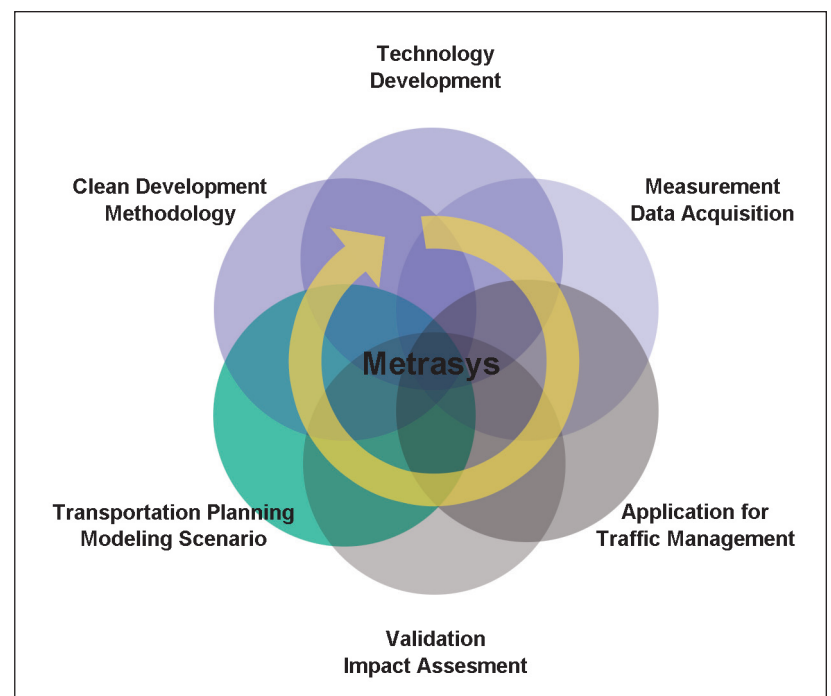 Technology
Development
Clean Development
Methodology
Measurement
Data Acquisition
Metrasys
Transportation Planning
Modeling Scenario
Application for
Traffic Management
Validation
Impact Assesment